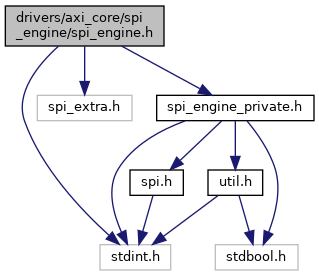 drivers/axi_core/spi
_engine/spi_engine.h
spi_extra.h
spi_engine_private.h
spi.h
util.h
stdint.h
stdbool.h